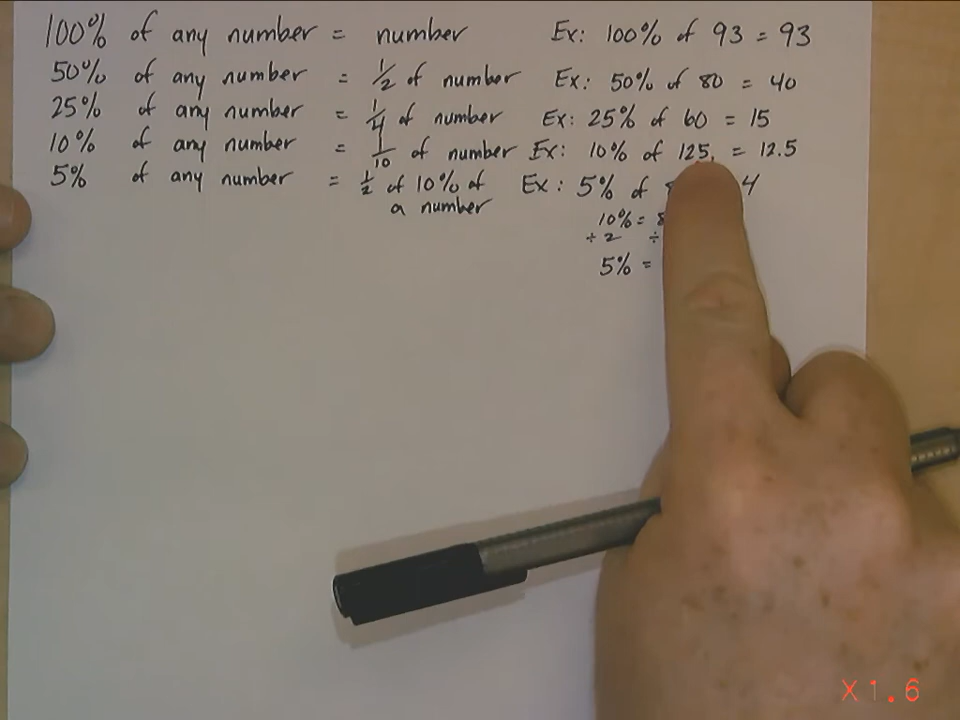 100% of any number = number Ex: 100% of 93 = 93
50% of any number = 1/2 of number Ex: 50% of 80 = 40
25% of any number = 1/4 of number Ex: 25% of 60 = 15
10% of any number = 1/10 of number Ex: 10% of 125. = 12.5
5% of any number = 1/2 of 10% of a number Ex: 5% of 4
10% = 8
÷2 ÷
5% =
X1.6